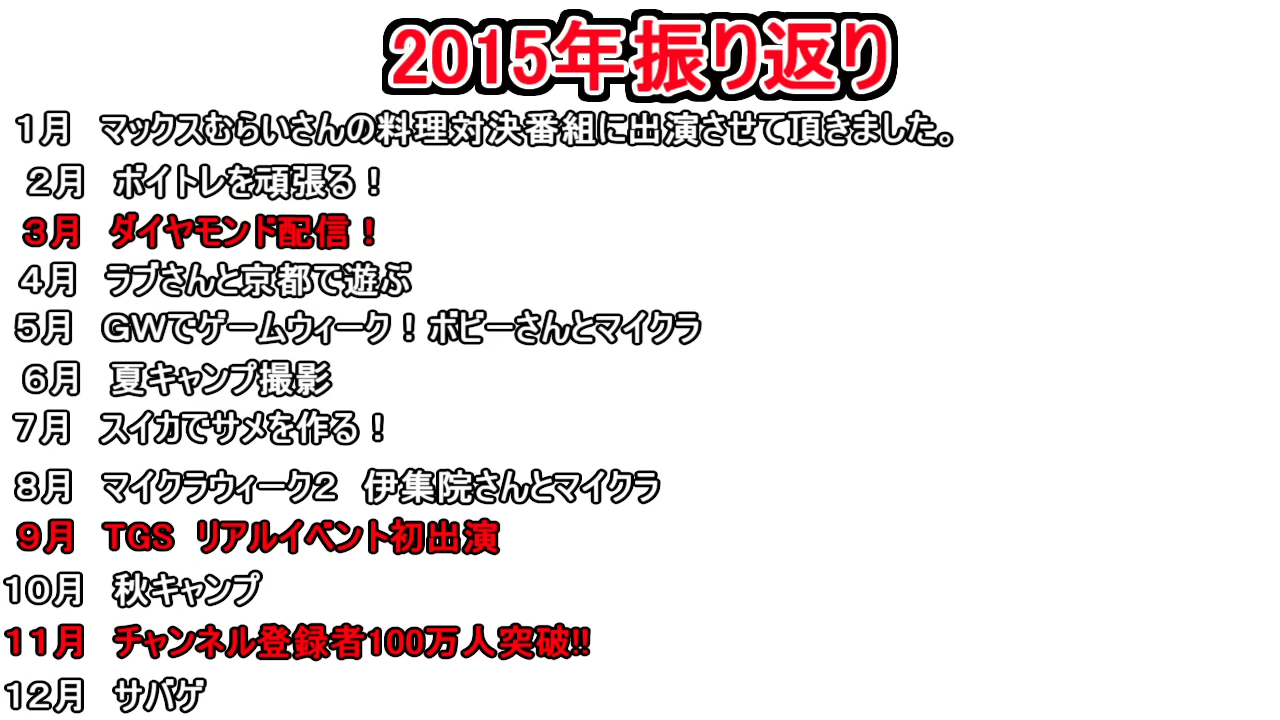 2015年振り返り
１月　マックスむらいさんの料理対決番組に出演させて頂きました。
２月　ボイトレを頑張る！
３月　ダイヤモンド配信！
４月　ラブさんと京都で遊ぶ
５月　GWでゲームウィーク！ボビーさんとマイクラ
６月　夏キャンプ撮影
７月　スイカでサメを作る！
８月　マイクラウィーク２　伊集院さんとマイクラ
９月　TGS　リアルイベント初出演
１０月　秋キャンプ
１１月　チャンネル登録者100万人突破!!
１２月　サバゲ